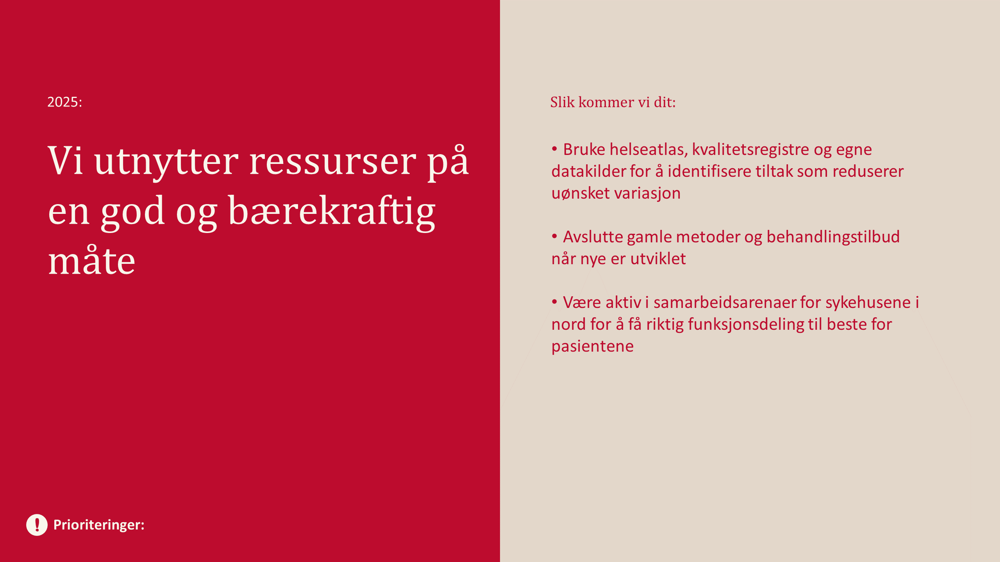 2025:
Vi utnytter ressurser på
en god og bærekraftig
måte
Prioriteringer:
Slik kommer vi dit:
• Bruke helseatlas, kvalitetsregistre og egne
datakilder for å identifisere tiltak som reduserer
uønsket variasjon
• Avslutte gamle metoder og behandlingstilbud
når nye er utviklet
• Være aktiv i samarbeidsarenaer for sykehusene i
nord for å få riktig funksjonsdeling til beste for
pasientene